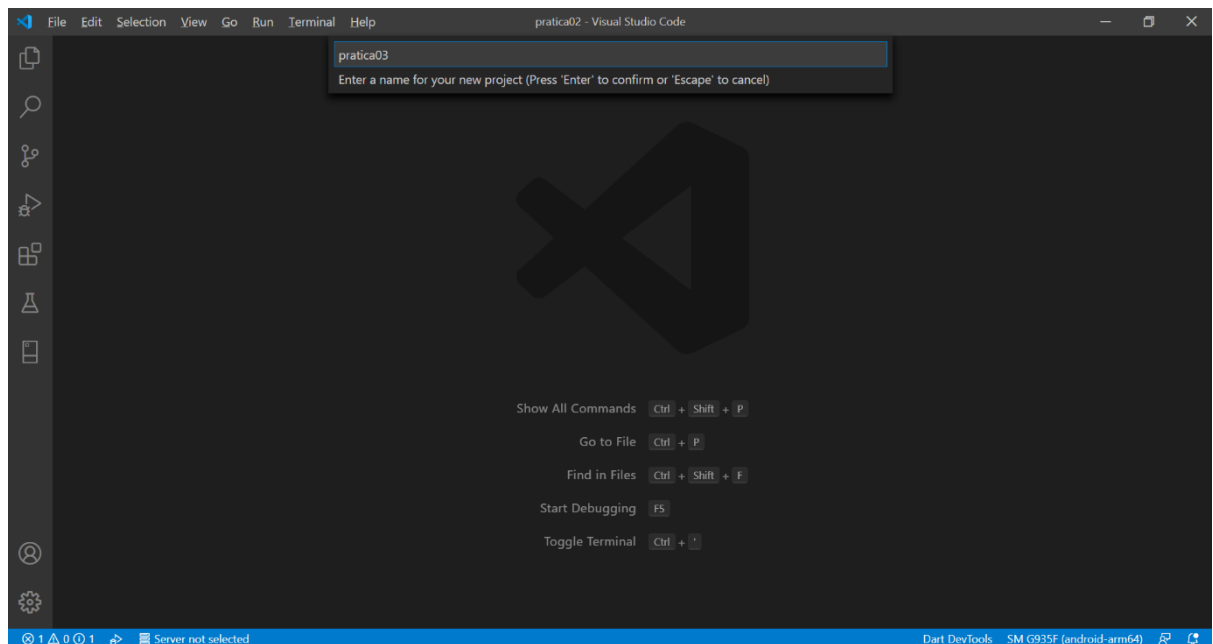 File Edit Selection View Go Run Terminal Help pratica02 - Visual Studio Code
pratica03
Enter a name for your new project (Press 'Enter' to confirm or 'Escape' to cancel)
Show All Commands Ctrl + Shift + P
Go to File Ctrl + P
Find in Files Ctrl + Shift + F
Start Debugging F5
Toggle Terminal Ctrl + '
1 0 1 Server not selected Dart DevTools SM G935F (android-arm64)